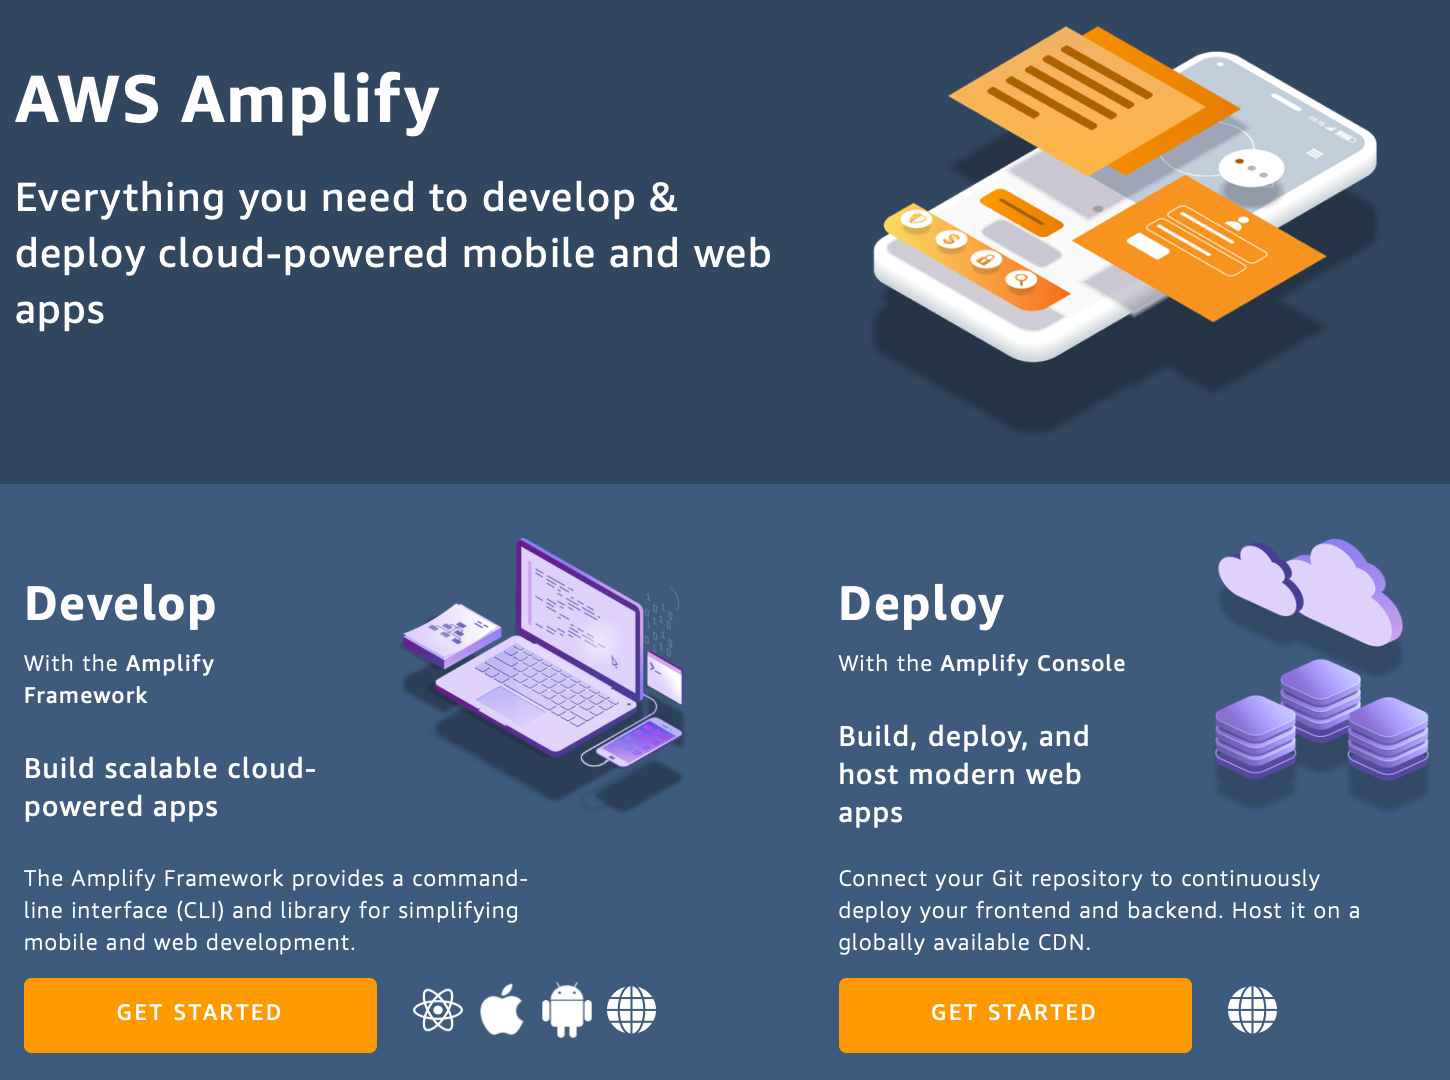 AWS Amplify
Everything you need to develop &
deploy cloud-powered mobile and web
apps
Develop
With the Amplify
Framework
Build scalable cloud-
powered apps
The Amplify Framework provides a command-
line interface (CLI) and library for simplifying
mobile and web development.
GET STARTED
Deploy
With the Amplify Console
Build, deploy, and
host modern web
apps
Connect your Git repository to continuously
deploy your frontend and backend. Host it on a
globally available CDN.
GET STARTED